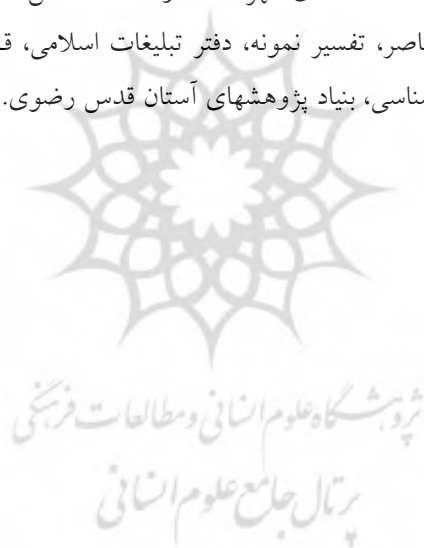 ناصر، تفسیر نمونه، دفتر تبلیغات اسلامی، ق
ناسی، بنیاد پژوهشهای آستان قدس رضوی.
پژوهشگاه علوم انسانی و مطالعات فرهنگی
پرتال جامع علوم انسانی